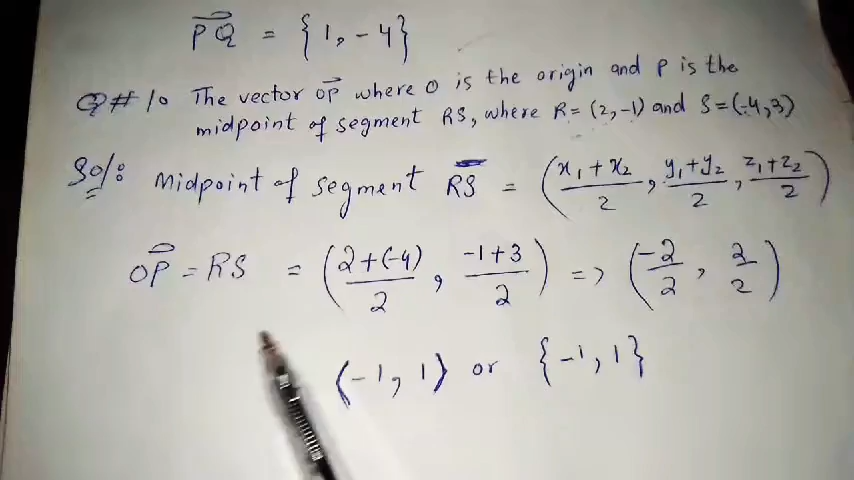 PQ = {1, -4}
Q#10 The vector OP where O is the origin and P is the
midpoint of segment RS, where R = (2, -1) and S = (-4, 3)
Sol: Midpoint of segment RS = (x₁ + x₂ / 2, y₁ + y₂ / 2, z₁ + z₂ / 2)
OP = RS = (2 + (-4) / 2, -1 + 3 / 2) => (-2 / 2, 2 / 2)
(-1, 1) or {-1, 1}